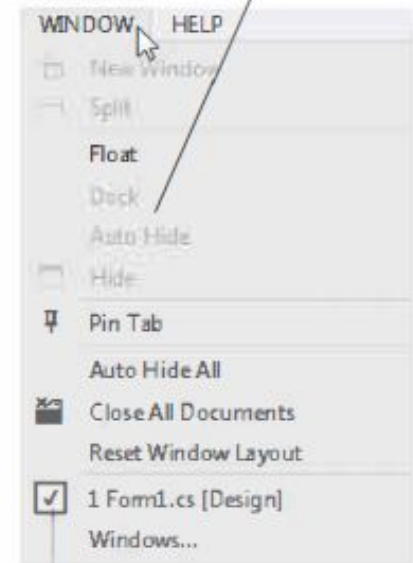 WINDOW HELP
New Window
Split
Float
Dock
Auto Hide
Hide
Pin Tab
Auto Hide All
Close All Documents
Reset Window Layout
1 Form1.cs [Design]
Windows...